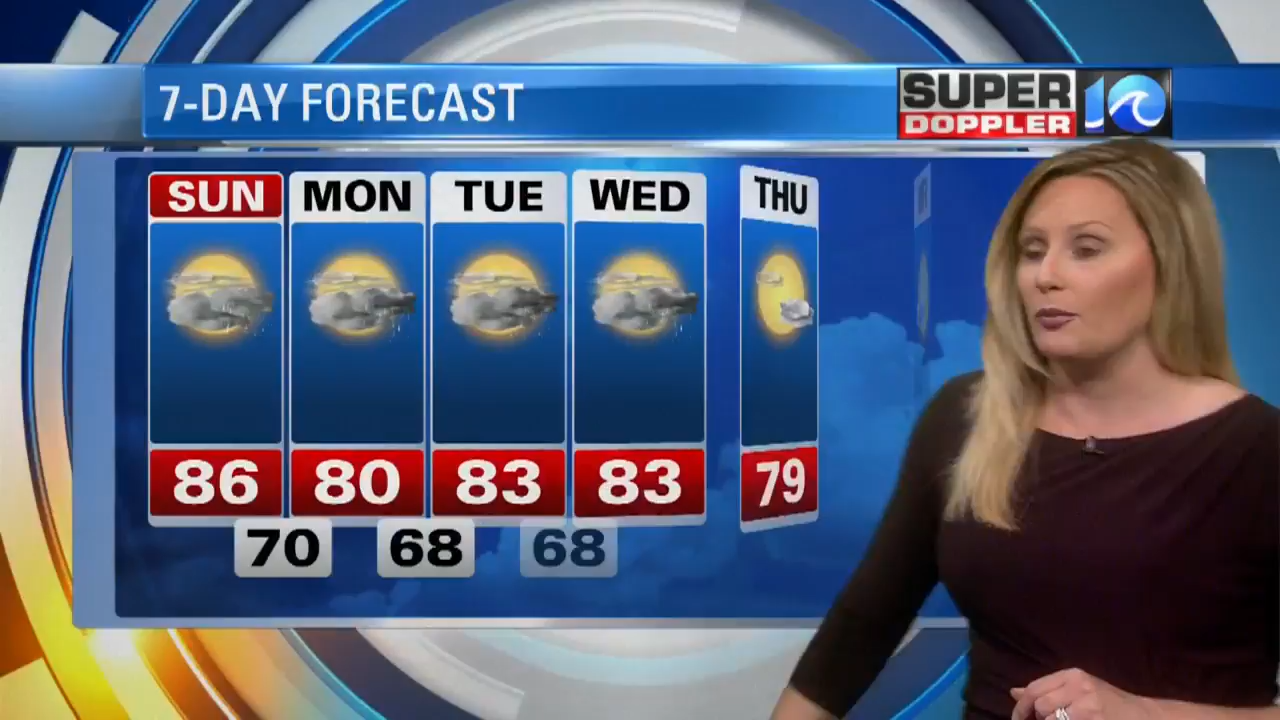 7-DAY FORECAST
SUPER
DOPPLER 10
SUN MON TUE WED THU
86 80 83 83 79
70 68 68